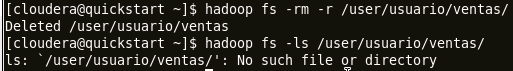 [cloudera@quickstart ~]$ hadoop fs -rm -r /user/usuario/ventas/
Deleted /user/usuario/ventas
[cloudera@quickstart ~]$ hadoop fs -ls /user/usuario/ventas/
ls: `/user/usuario/ventas/': No such file or directory